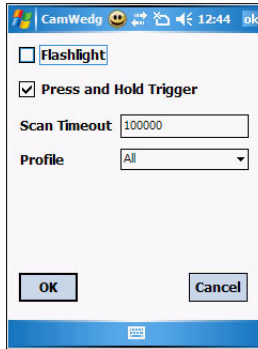 CamWedg 12:44 ok
Flashlight
Press and Hold Trigger
Scan Timeout 100000
Profile All
OK Cancel